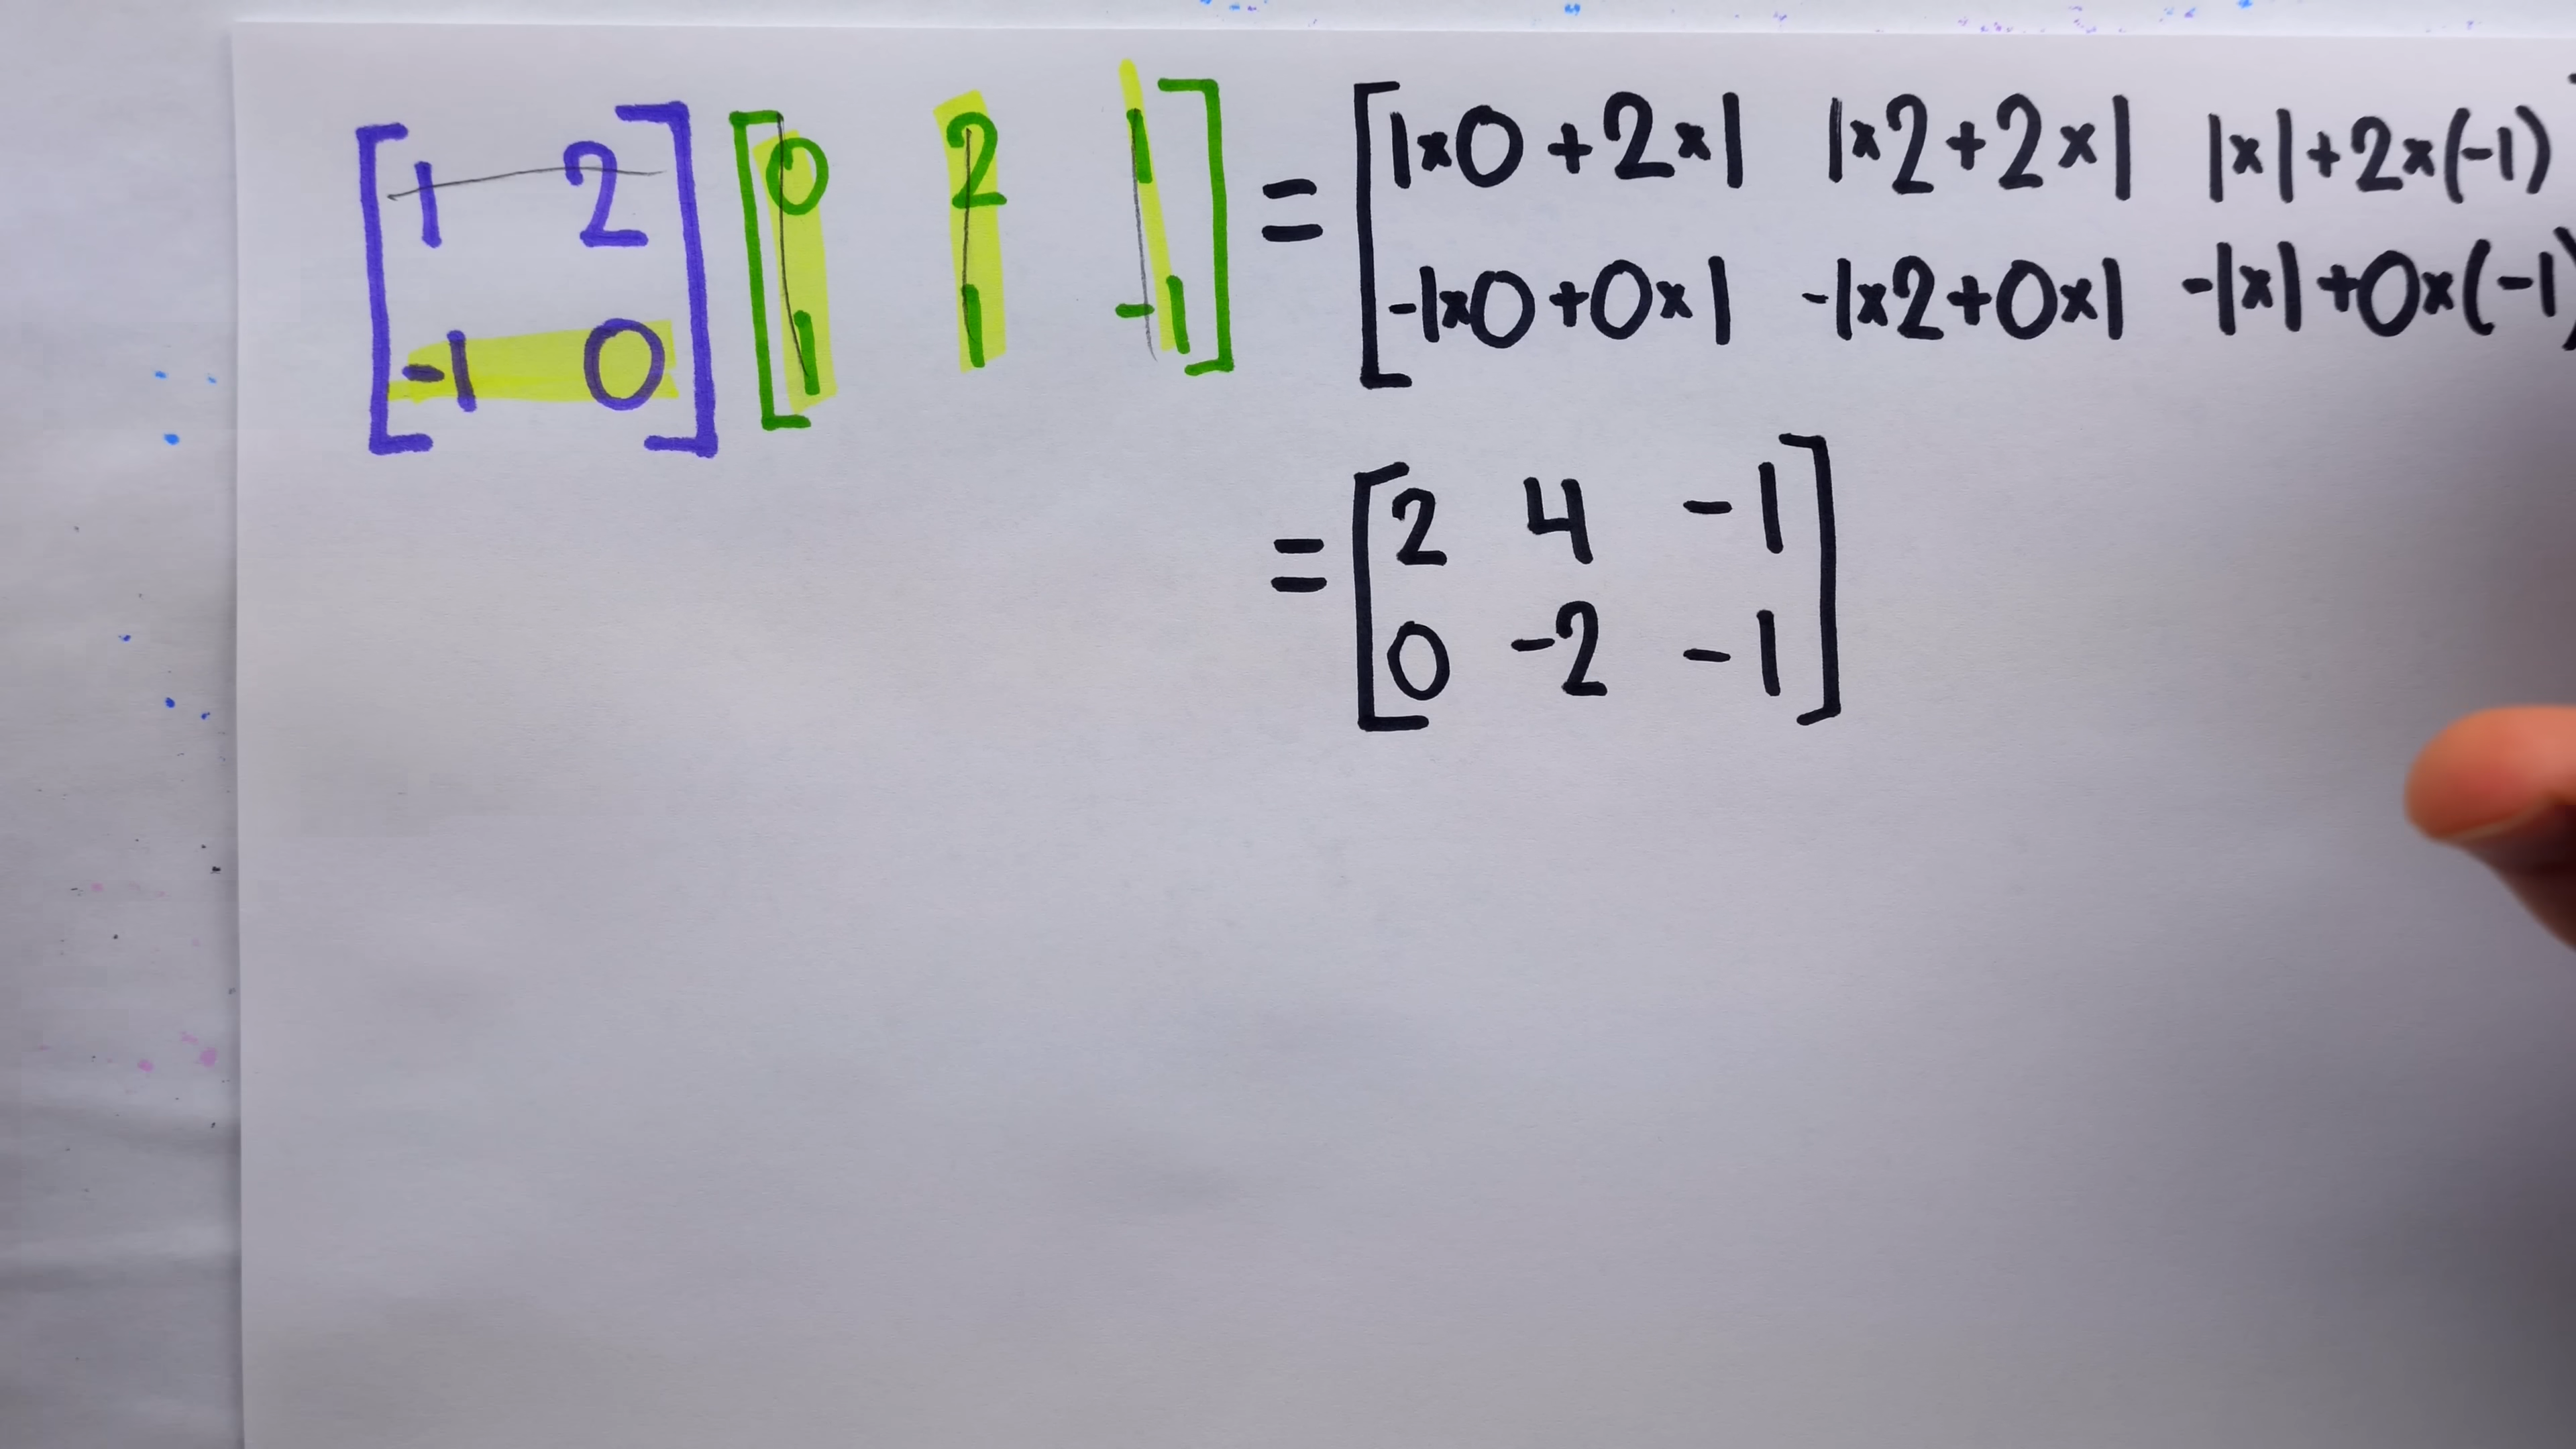 [1 2] [0 2 1] = [1×0+2×1 1×2+2×1 1×1+2×(-1)
[-1 0] [1 1 -1] [-1×0+0×1 -1×2+0×1 -1×1+0×(-1)
= [2 4 -1]
[0 -2 -1]